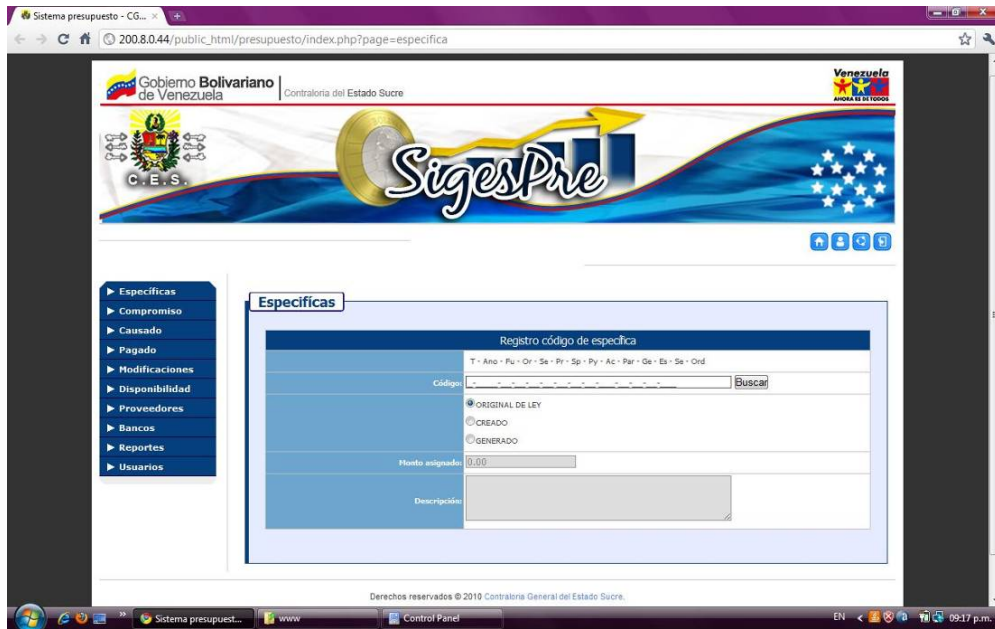 Sistema presupuesto - CG...
200.8.0.44/public_html/presupuesto/index.php?page=especifica
Gobierno Bolivariano
de Venezuela
Contraloria del Estado Sucre
Venezuela
AHORA ES DE TODOS
C.E.S.
SigesPre
Específicas
Compromiso
Causado
Pagado
Modificaciones
Disponibilidad
Proveedores
Bancos
Reportes
Usuarios
Especifícas
Registro código de específica
T - Ano - Fu - Or - Se - Pr - Sp - Py - Ac - Par - Ge - Es - Se - Ord
Código:
Buscar
ORIGINAL DE LEY
CREADO
GENERADO
Monto asignado:
0.00
Descripción:
Derechos reservados © 2010 Contraloria General del Estado Sucre.
Sistema presupuest...
www
Control Panel
EN
09:17 p.m.